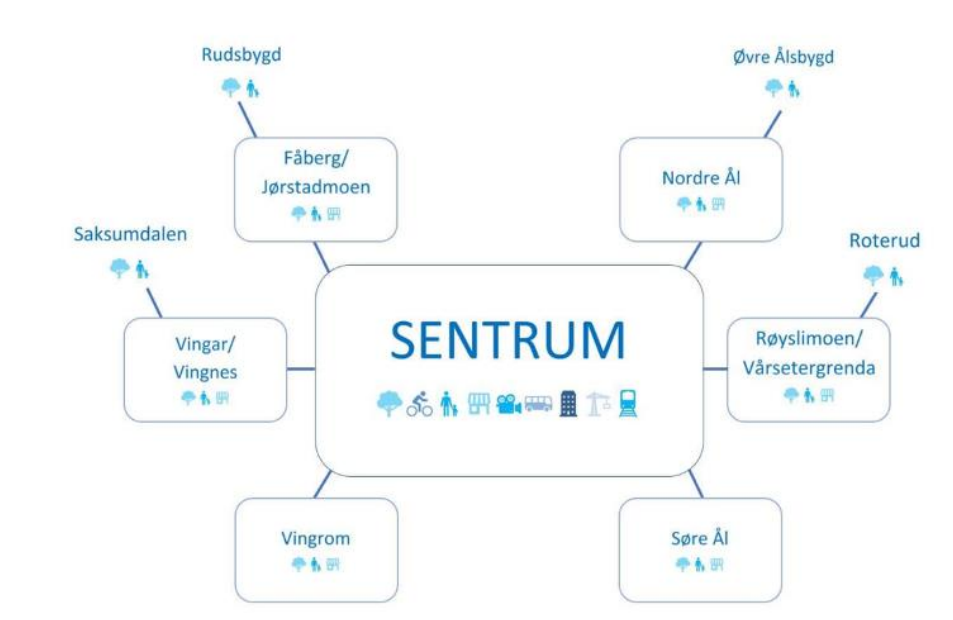 Rudsbygd
Øvre Ålsbygd
Fåberg/
Jørstadmoen
Nordre Ål
Saksumdalen
Roterud
SENTRUM
Vingar/
Vingnes
Røyslimoen/
Vårsetergrenda
Vingrom
Søre Ål